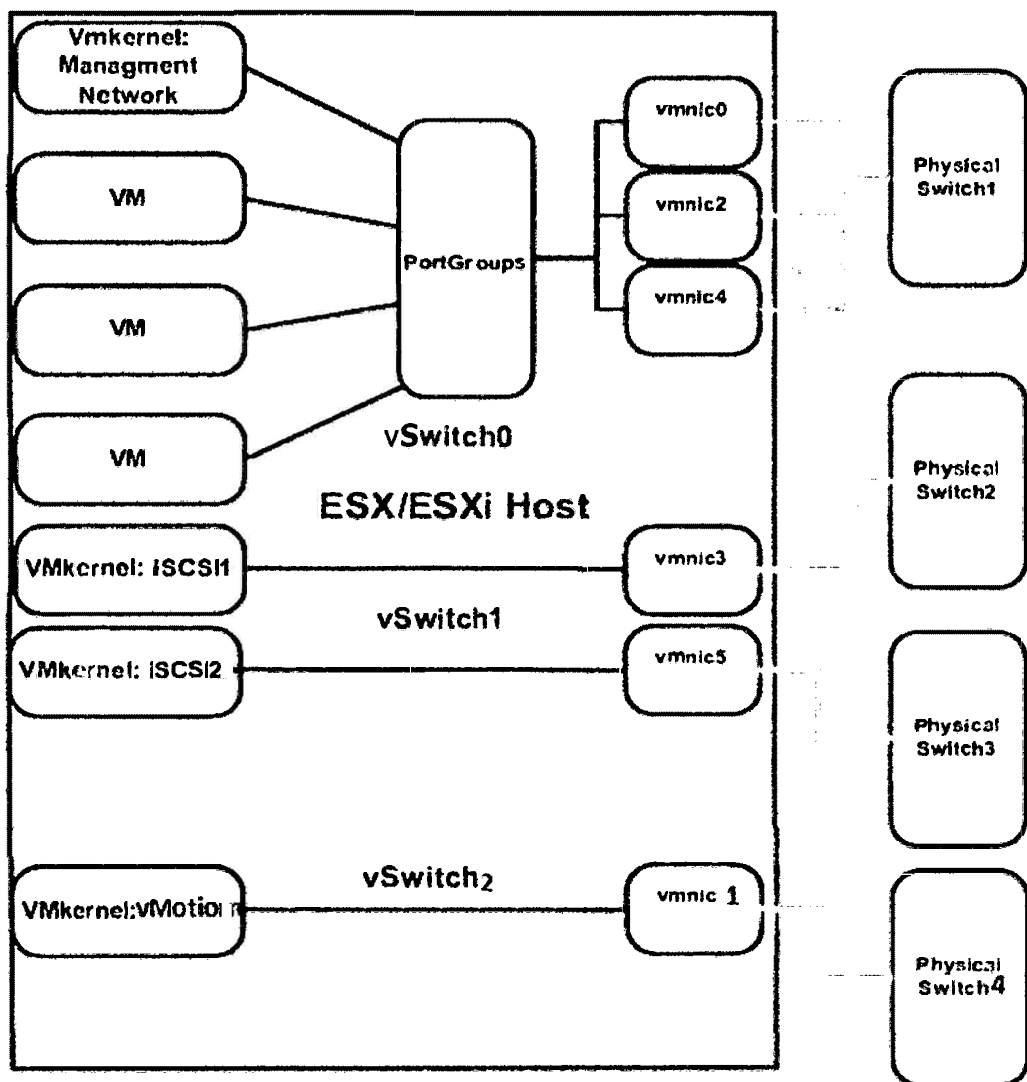 Vmkernel:
Managment
Network
vmnic0
Physical
Switch1
VM
vmnic2
PortGroups
vmnic4
VM
VM
vSwitch0
Physical
Switch2
ESX/ESXi Host
VMkernel: iSCSI1
vmnic3
vSwitch1
VMkernel: iSCSI2
vmnic5
Physical
Switch3
vSwitch2
VMkernel:vMotion
vmnic 1
Physical
Switch4